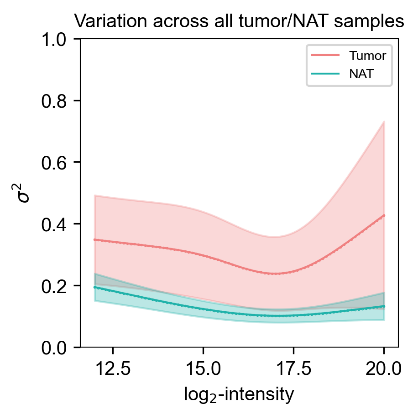 Variation across all tumor/NAT samples
Tumor
NAT
1.0
0.8
0.6
0.4
0.2
0.0
σ²
12.5 15.0 17.5 20.0
log₂-intensity